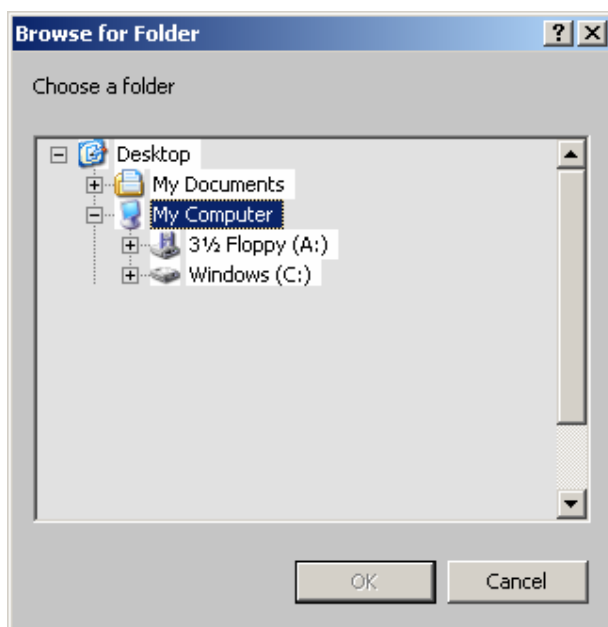 Browse for Folder
Choose a folder
Desktop
My Documents
My Computer
3½ Floppy (A:)
Windows (C:)
OK Cancel